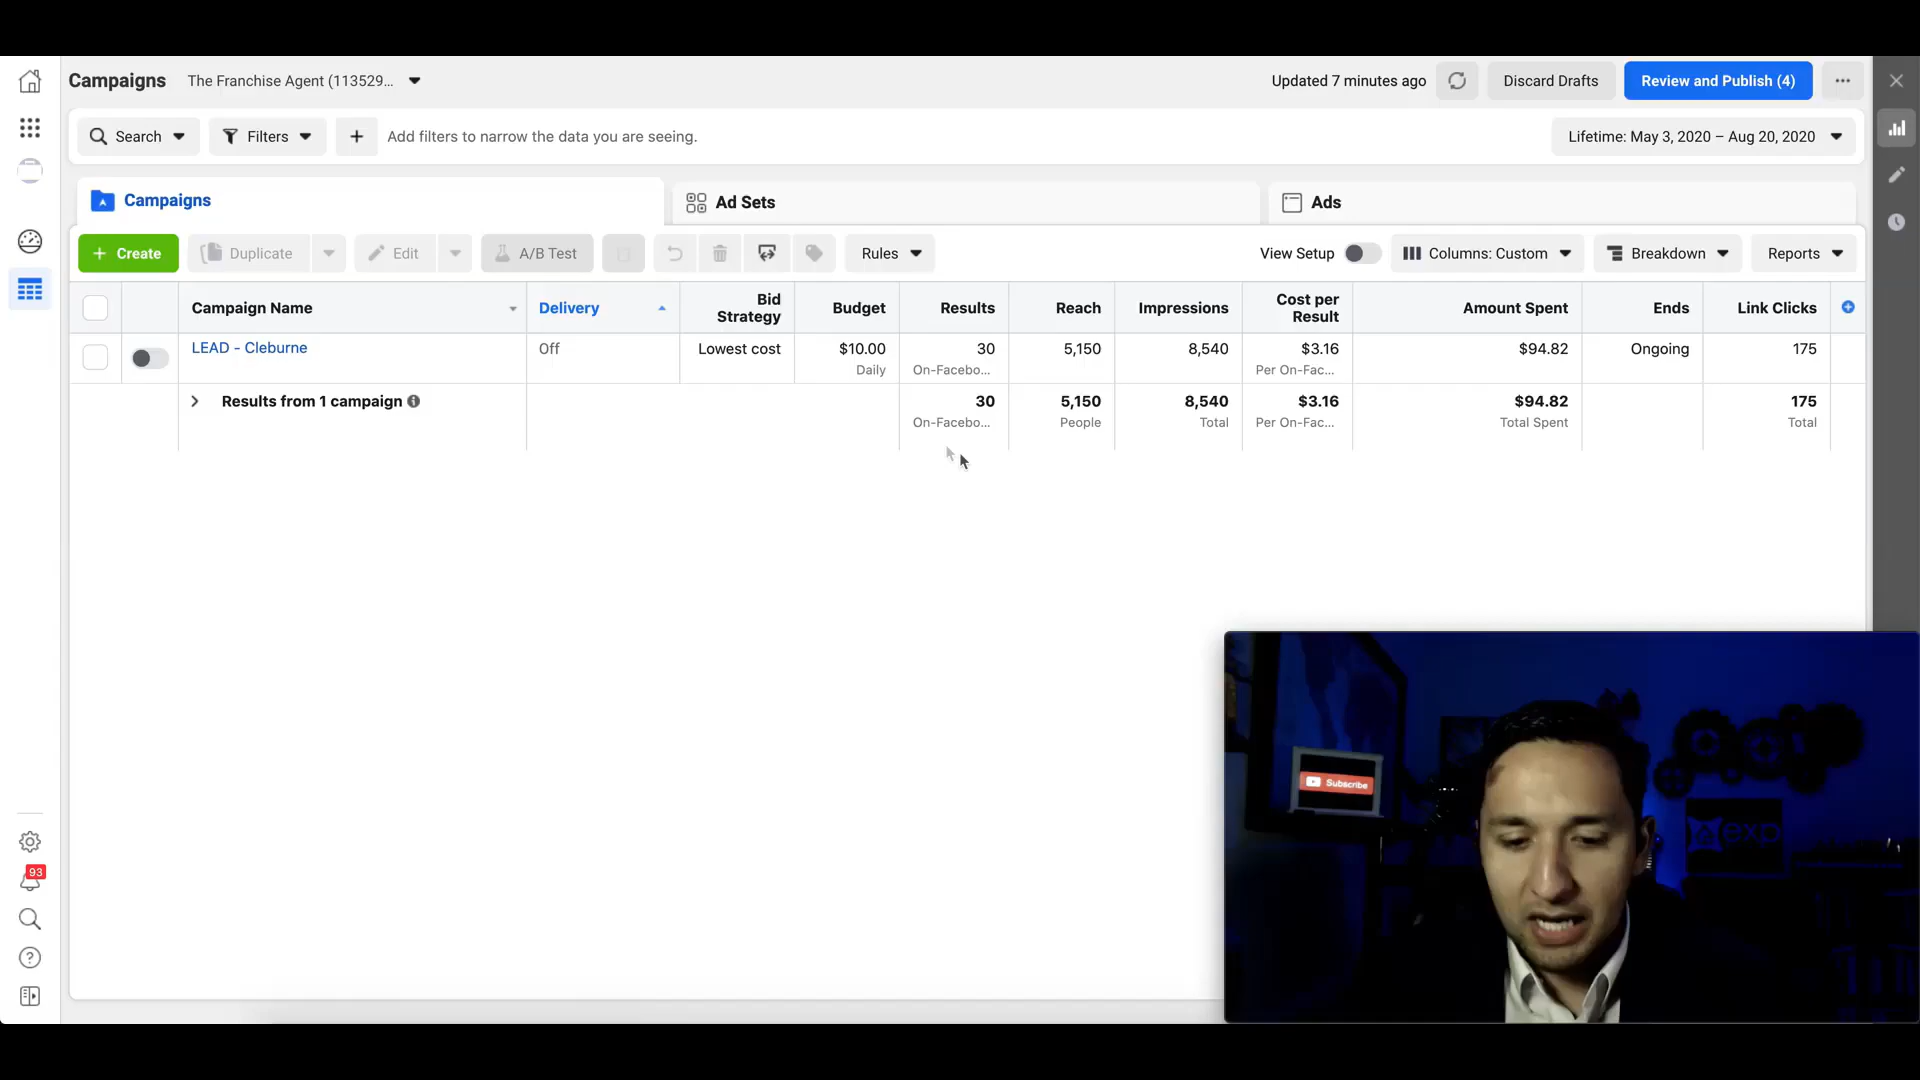 Campaigns
The Franchise Agent (113529...
Updated 7 minutes ago
Discard Drafts
Review and Publish (4)
Search
Filters
Add filters to narrow the data you are seeing.
Lifetime: May 3, 2020 – Aug 20, 2020
Campaigns
Ad Sets
Ads
+ Create
Duplicate
Edit
A/B Test
Rules
View Setup
Columns: Custom
Breakdown
Reports
Campaign Name
Delivery
Bid Strategy
Budget
Results
Reach
Impressions
Cost per Result
Amount Spent
Ends
Link Clicks
LEAD - Cleburne
Off
Lowest cost
$10.00
Daily
30
On-Facebo...
5,150
8,540
$3.16
Per On-Fac...
$94.82
Ongoing
175
Results from 1 campaign
30
On-Facebo...
5,150
People
8,540
Total
$3.16
Per On-Fac...
$94.82
Total Spent
175
Total
93
Subscribe
exp